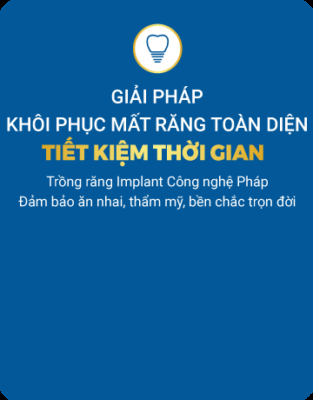 GIẢI PHÁP
KHÔI PHỤC MẤT RĂNG TOÀN DIỆN
TIẾT KIỆM THỜI GIAN
Trồng răng Implant Công nghệ Pháp
Đảm bảo ăn nhai, thẩm mỹ, bền chắc trọn đời